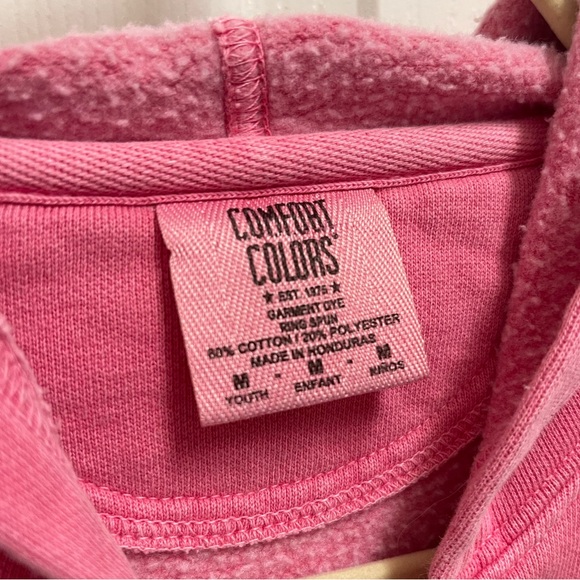 COMFORT
COLORS
★ EST. 1975 ★
GARMENT DYE
RING SPUN
80% COTTON / 20% POLYESTER
MADE IN HONDURAS
M - M - M
YOUTH ENFANT NIÑOS